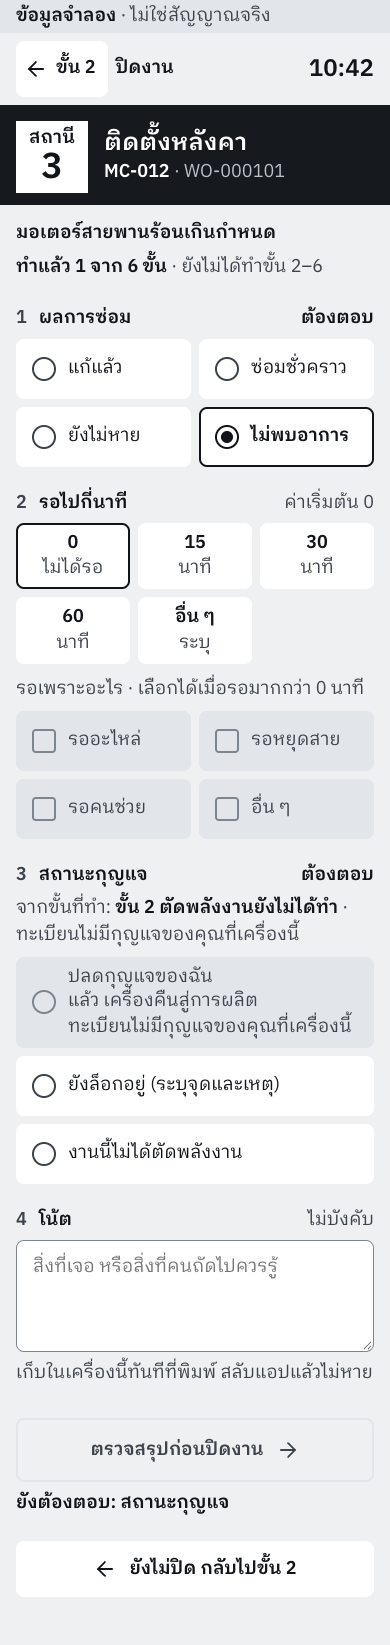 ข้อมูลจำลอง · ไม่ใช่สัญญาณจริง
← ขั้น 2 ปิดงาน 10:42
สถานี
3
ติดตั้งหลังคา
MC-012 · WO-000101
มอเตอร์สายพานร้อนเกินกำหนด
ทำแล้ว 1 จาก 6 ขั้น · ยังไม่ได้ทำขั้น 2–6
1 ผลการซ่อม ต้องตอบ
แก้แล้ว ซ่อมชั่วคราว
ยังไม่หาย ไม่พบอาการ
2 รอไปกี่นาที ค่าเริ่มต้น 0
0 15 30
ไม่ได้รอ นาที นาที
60 อื่น ๆ
นาที ระบุ
รอเพราะอะไร · เลือกได้เมื่อรอมากกว่า 0 นาที
รออะไหล่ รอหยุดสาย
รอคนช่วย อื่น ๆ
3 สถานะกุญแจ ต้องตอบ
จากขั้นที่ทำ: ขั้น 2 ตัดพลังงานยังไม่ได้ทำ ·
ทะเบียนไม่มีกุญแจของคุณที่เครื่องนี้
ปลดกุญแจของฉัน
แล้ว เครื่องคืนสู่การผลิต
ทะเบียนไม่มีกุญแจของคุณที่เครื่องนี้
ยังล็อกอยู่ (ระบุจุดและเหตุ)
งานนี้ไม่ได้ตัดพลังงาน
4 โน้ต ไม่บังคับ
สิ่งที่เจอ หรือสิ่งที่คนถัดไปควรรู้
เก็บในเครื่องนี้ทันทีที่พิมพ์ สลับแอปแล้วไม่หาย
ตรวจสรุปก่อนปิดงาน →
ยังต้องตอบ: สถานะกุญแจ
← ยังไม่ปิด กลับไปขั้น 2